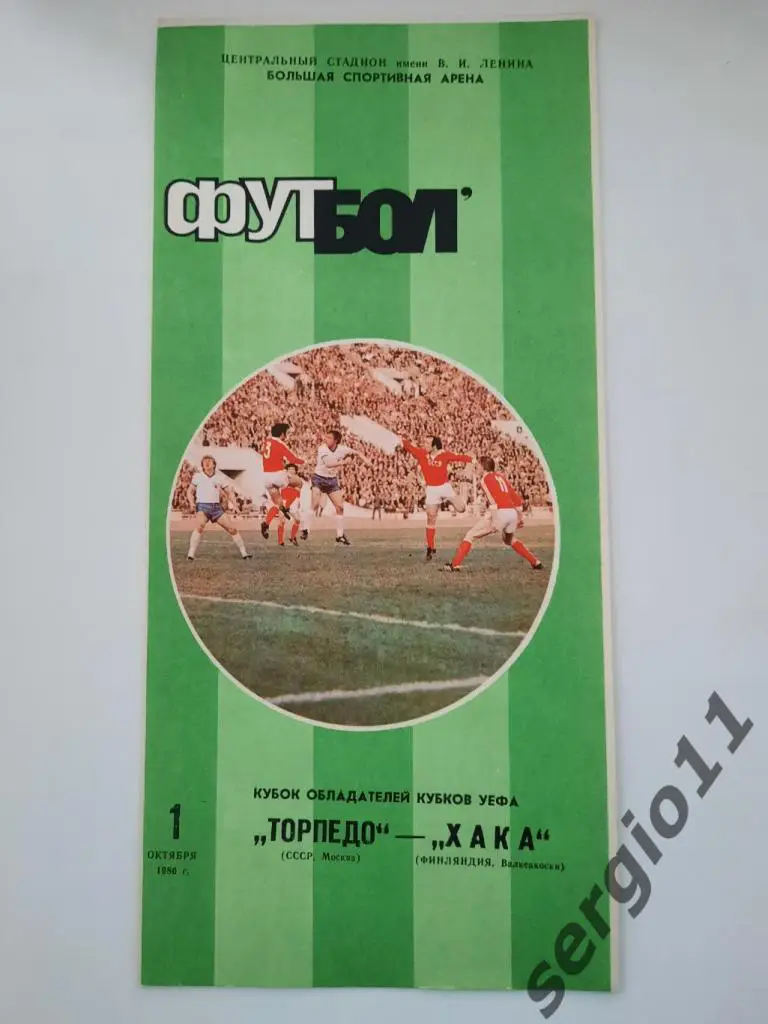 ЦЕНТРАЛЬНЫЙ СТАДИОН имени В. И. ЛЕНИНА
БОЛЬШАЯ СПОРТИВНАЯ АРЕНА
ФУТБОЛ’
КУБОК ОБЛАДАТЕЛЕЙ КУБКОВ УЕФА
1
ОКТЯБРЯ
1986 г.
„ТОРПЕДО“ — „ХАКА“
(СССР, Москва) (ФИНЛЯНДИЯ, Валкеакоски)
sergio11